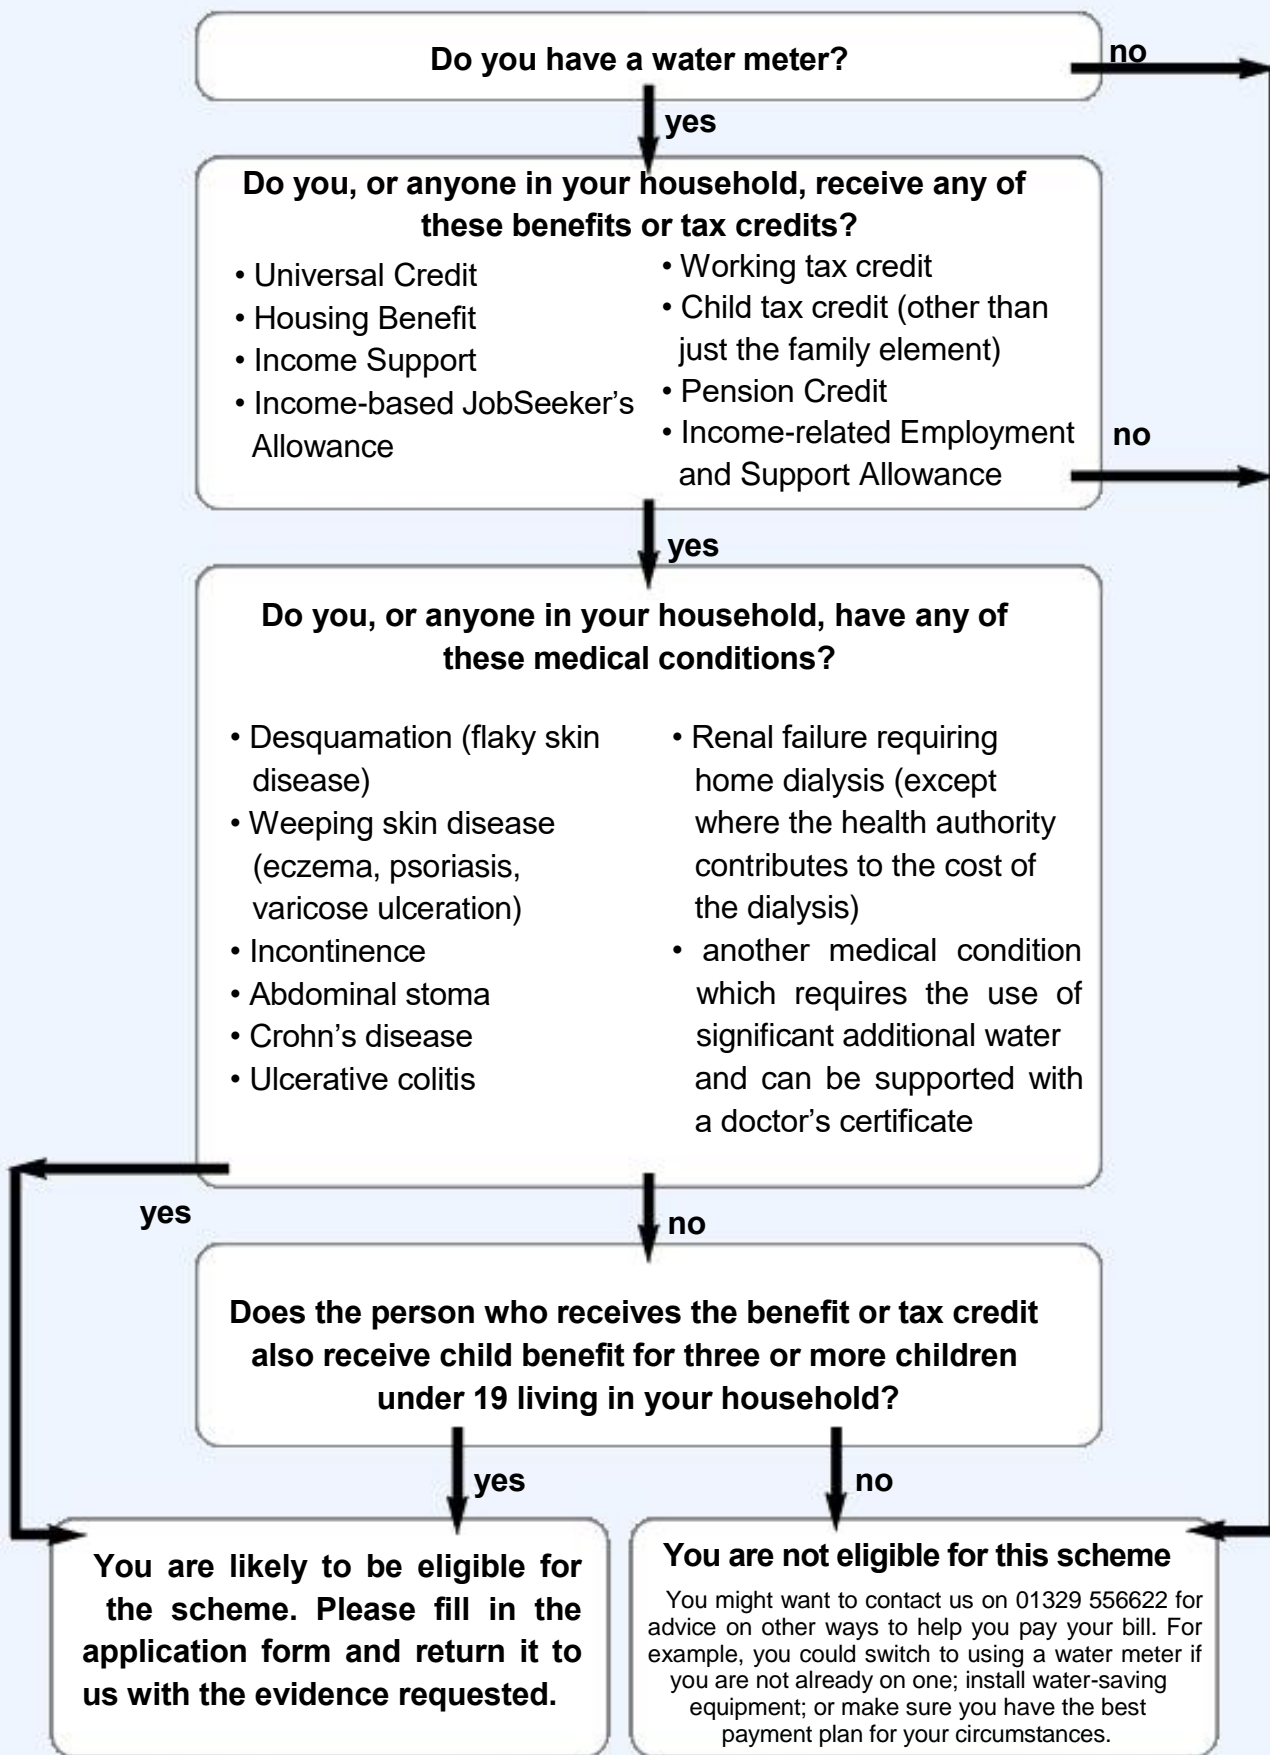 Do you have a water meter?
no
yes
Do you, or anyone in your household, receive any of
these benefits or tax credits?
• Universal Credit
• Housing Benefit
• Income Support
• Income-based JobSeeker’s
Allowance
• Working tax credit
• Child tax credit (other than
just the family element)
• Pension Credit
• Income-related Employment
and Support Allowance
no
yes
Do you, or anyone in your household, have any of
these medical conditions?
• Desquamation (flaky skin
disease)
• Weeping skin disease
(eczema, psoriasis,
varicose ulceration)
• Incontinence
• Abdominal stoma
• Crohn’s disease
• Ulcerative colitis
• Renal failure requiring
home dialysis (except
where the health authority
contributes to the cost of
the dialysis)
• another medical condition
which requires the use of
significant additional water
and can be supported with
a doctor’s certificate
yes
no
Does the person who receives the benefit or tax credit
also receive child benefit for three or more children
under 19 living in your household?
yes
no
You are likely to be eligible for
the scheme. Please fill in the
application form and return it to
us with the evidence requested.
You are not eligible for this scheme
You might want to contact us on 01329 556622 for
advice on other ways to help you pay your bill. For
example, you could switch to using a water meter if
you are not already on one; install water-saving
equipment; or make sure you have the best
payment plan for your circumstances.